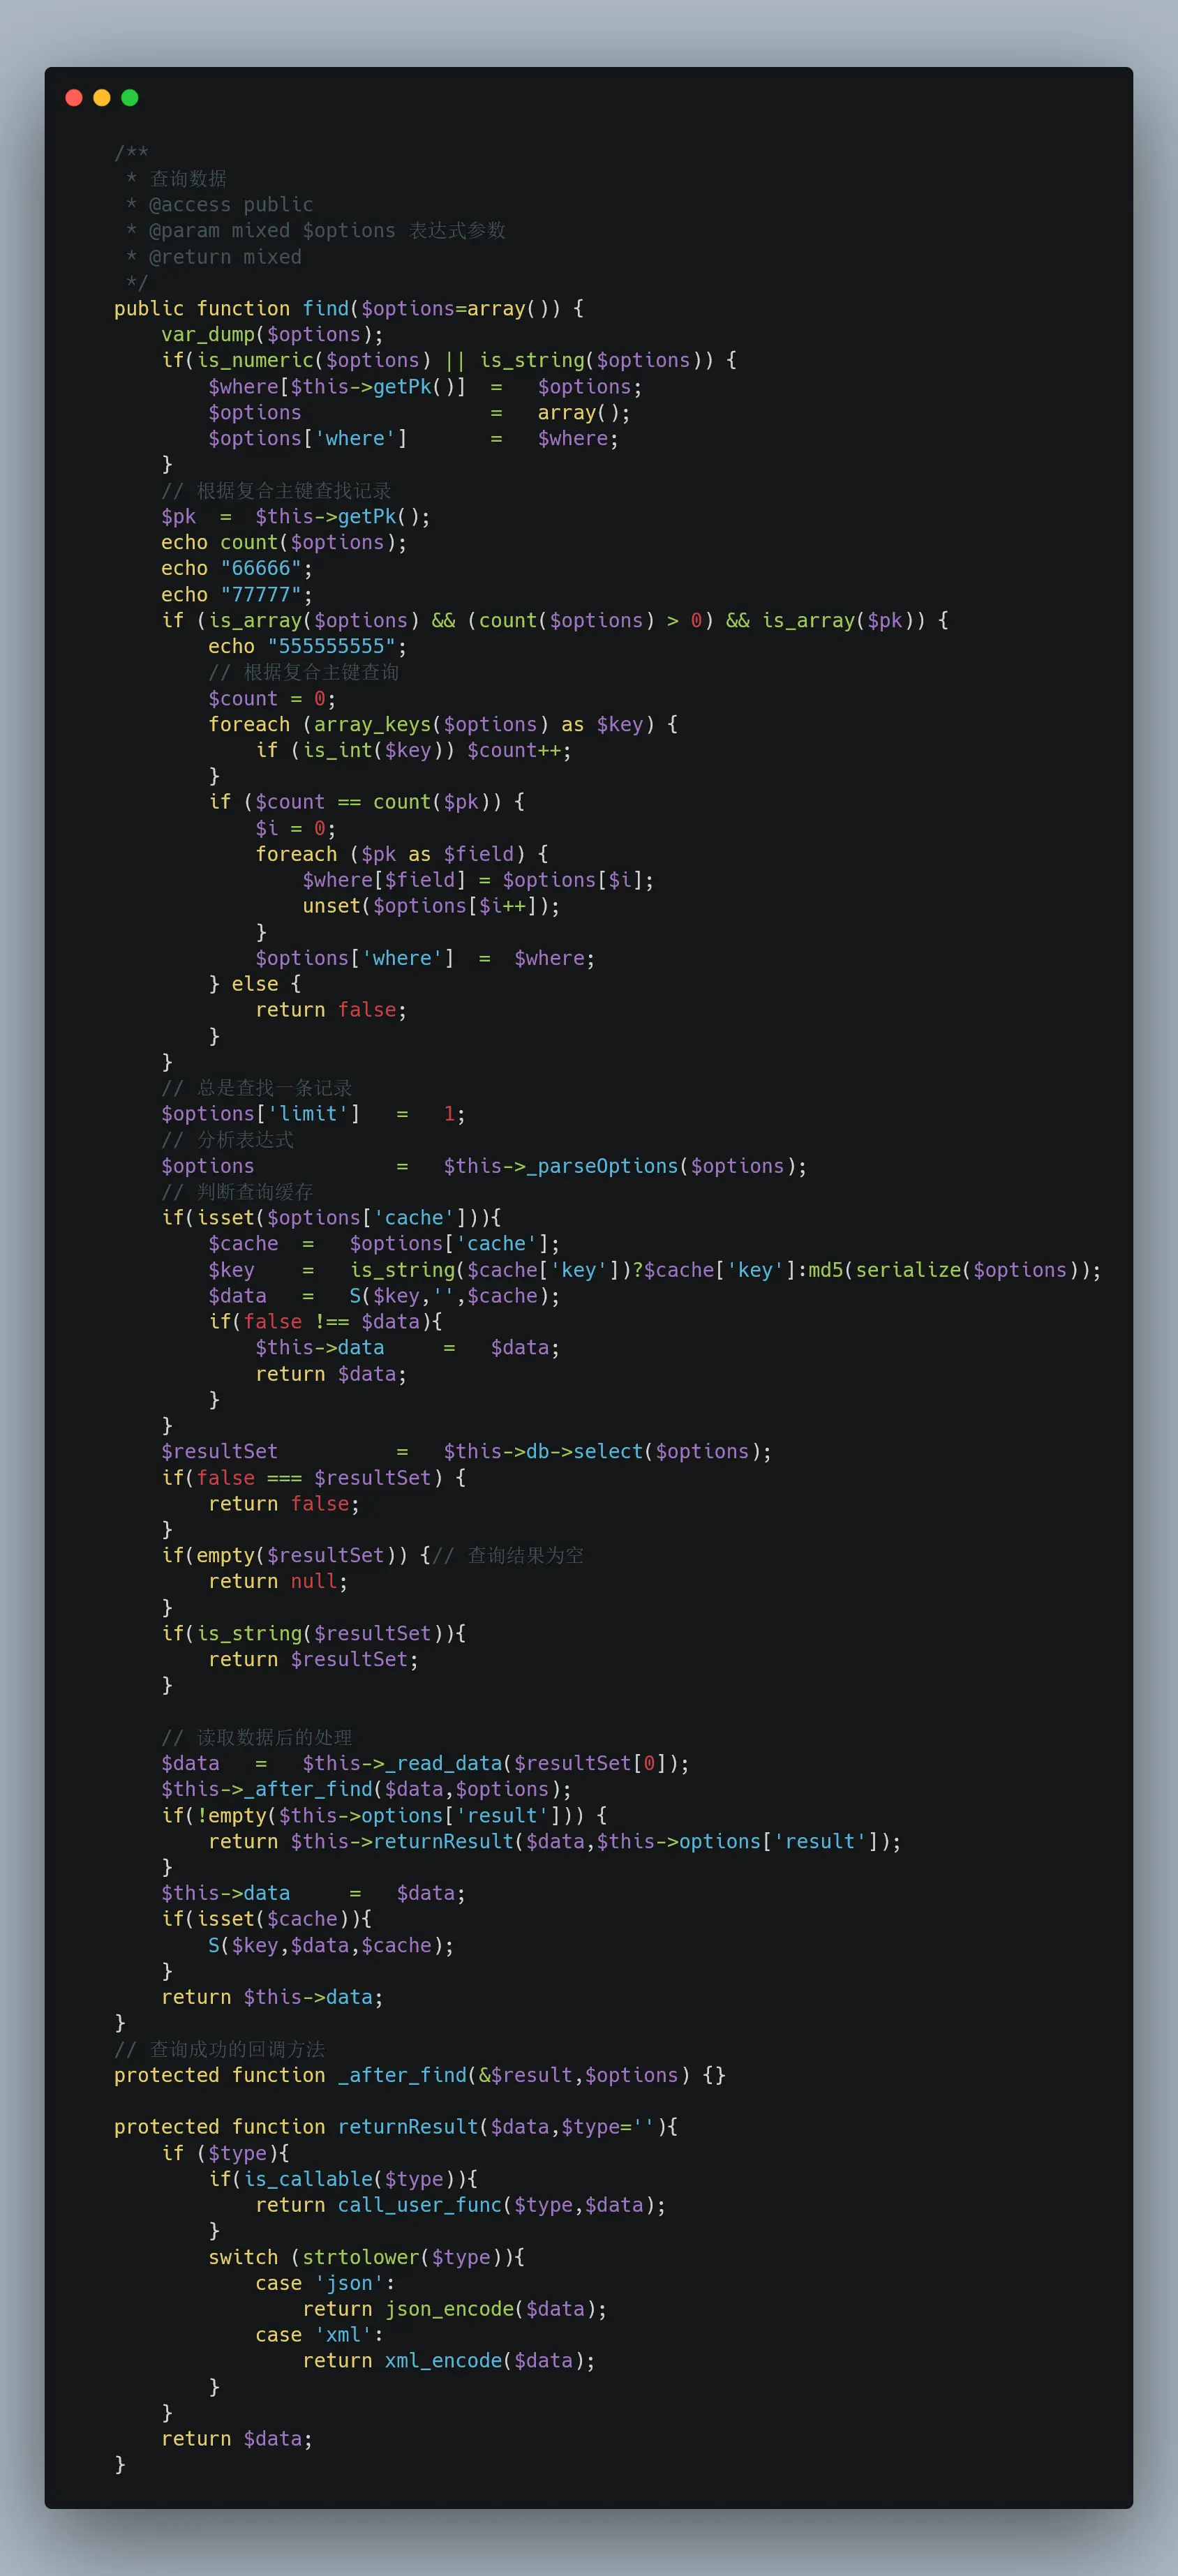 /**
 * 查询数据
 * @access public
 * @param mixed $options 表达式参数
 * @return mixed
 */
public function find($options=array()) {
    var_dump($options);
    if(is_numeric($options) || is_string($options)) {
        $where[$this->getPk()]  =   $options;
        $options                =   array();
        $options['where']       =   $where;
    }
    // 根据复合主键查找记录
    $pk  =  $this->getPk();
    echo count($options);
    echo "66666";
    echo "77777";
    if (is_array($options) && (count($options) > 0) && is_array($pk)) {
        echo "555555555";
        // 根据复合主键查询
        $count = 0;
        foreach (array_keys($options) as $key) {
            if (is_int($key)) $count++;
        }
        if ($count == count($pk)) {
            $i = 0;
            foreach ($pk as $field) {
                $where[$field] = $options[$i];
                unset($options[$i++]);
            }
            $options['where']  =  $where;
        } else {
            return false;
        }
    }
    // 总是查找一条记录
    $options['limit']   =   1;
    // 分析表达式
    $options            =   $this->_parseOptions($options);
    // 判断查询缓存
    if(isset($options['cache'])){
        $cache  =   $options['cache'];
        $key    =   is_string($cache['key'])?$cache['key']:md5(serialize($options));
        $data   =   S($key,'',$cache);
        if(false !== $data){
            $this->data     =   $data;
            return $data;
        }
    }
    $resultSet          =   $this->db->select($options);
    if(false === $resultSet) {
        return false;
    }
    if(empty($resultSet)) {// 查询结果为空
        return null;
    }
    if(is_string($resultSet)){
        return $resultSet;
    }

    // 读取数据后的处理
    $data   =   $this->_read_data($resultSet[0]);
    $this->_after_find($data,$options);
    if(!empty($this->options['result'])) {
        return $this->returnResult($data,$this->options['result']);
    }
    $this->data     =   $data;
    if(isset($cache)){
        S($key,$data,$cache);
    }
    return $this->data;
}
// 查询成功的回调方法
protected function _after_find(&$result,$options) {}

protected function returnResult($data,$type=''){
    if ($type){
        if(is_callable($type)){
            return call_user_func($type,$data);
        }
        switch (strtolower($type)){
            case 'json':
                return json_encode($data);
            case 'xml':
                return xml_encode($data);
        }
    }
    return $data;
}